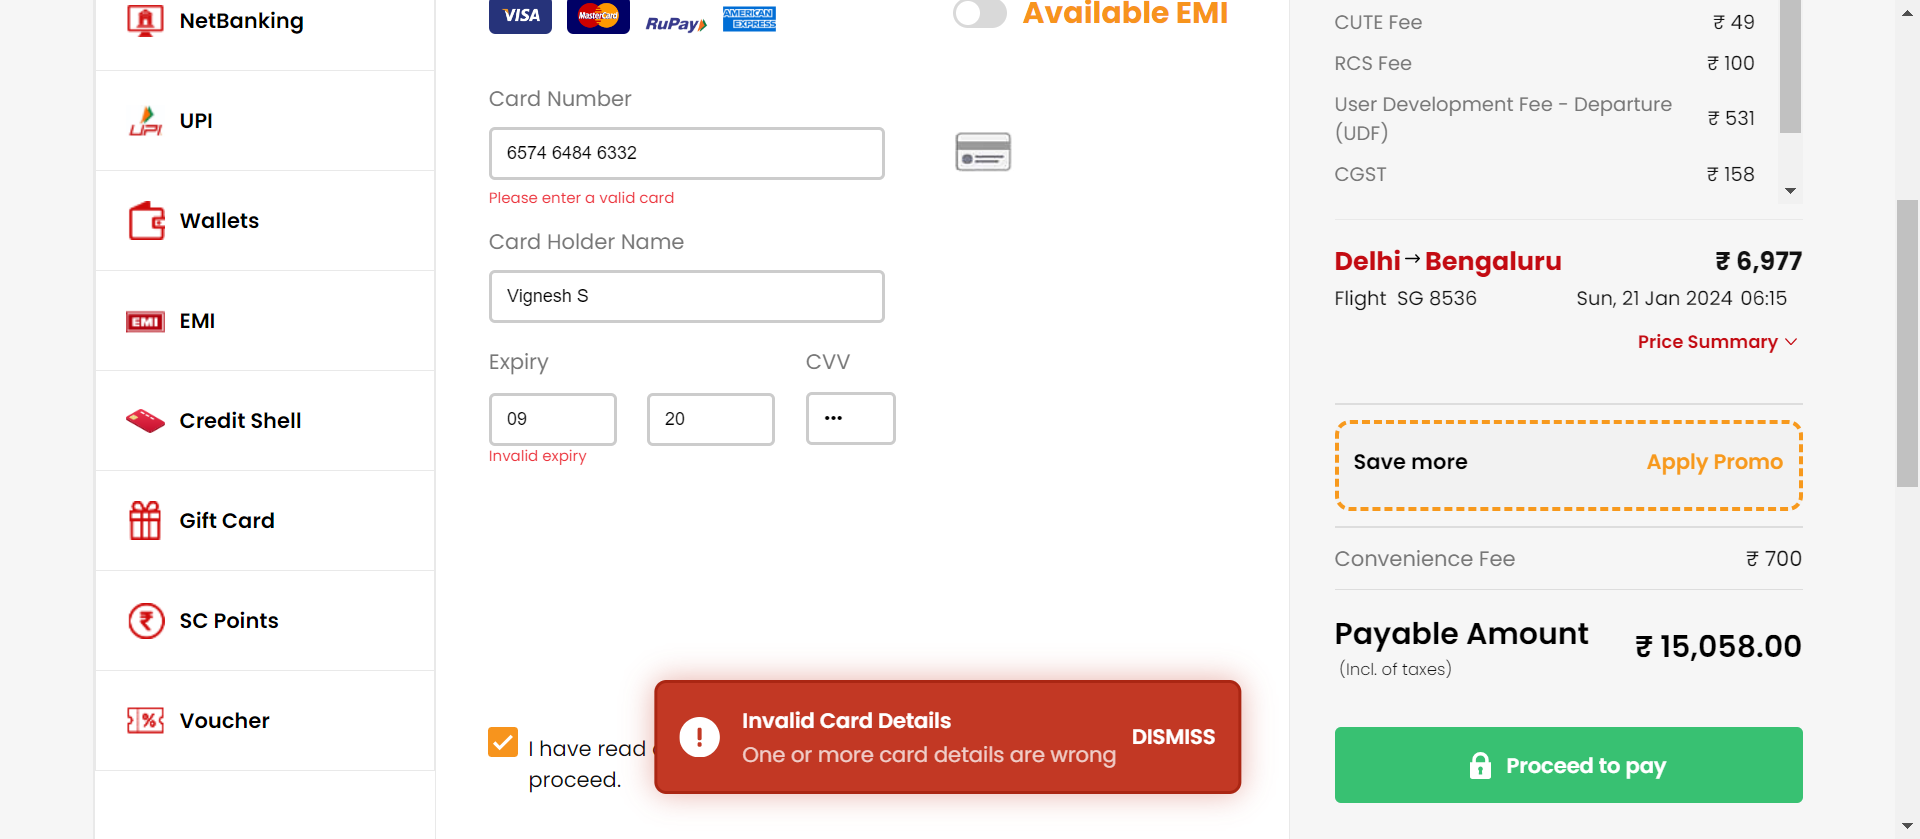 NetBanking
UPI
UPI
Wallets
EMI
EMI
Credit Shell
Gift Card
SC Points
Voucher
VISA
MasterCard
RuPay
AMERICAN EXPRESS
Available EMI
Card Number
6574 6484 6332
Please enter a valid card
Card Holder Name
Vignesh S
Expiry
CVV
09
20
•••
Invalid expiry
I have read
proceed.
Invalid Card Details
One or more card details are wrong
DISMISS
CUTE Fee ₹ 49
RCS Fee ₹ 100
User Development Fee - Departure
(UDF) ₹ 531
CGST ₹ 158
Delhi→Bengaluru ₹ 6,977
Flight SG 8536 Sun, 21 Jan 2024 06:15
Price Summary
Save more Apply Promo
Convenience Fee ₹ 700
Payable Amount ₹ 15,058.00
(Incl. of taxes)
Proceed to pay